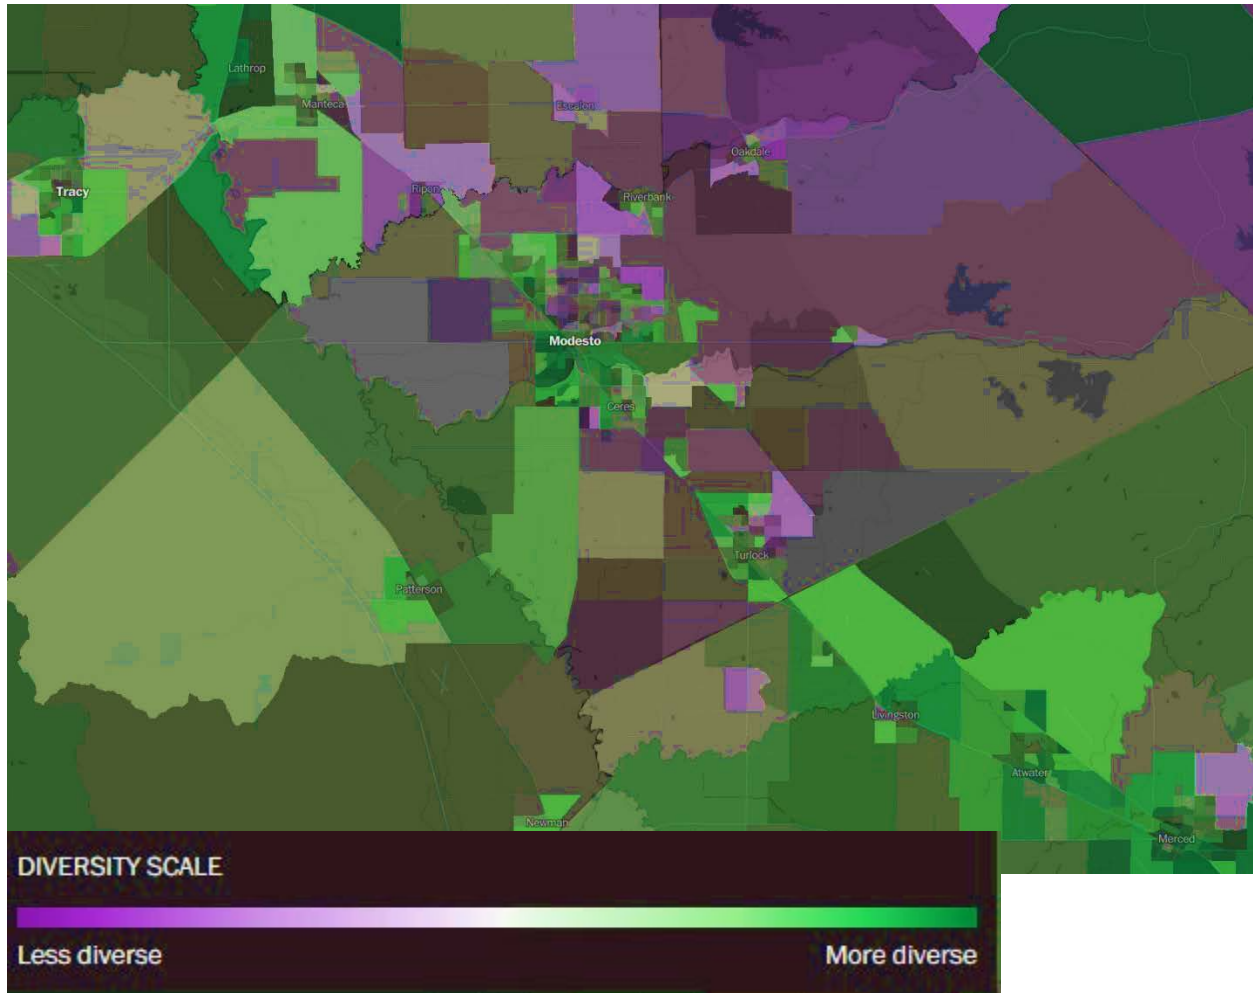 Lathrop
Manteca
Escalon
Oakdale
Tracy
Ripon
Riverbank
Modesto
Ceres
Turlock
Patterson
Livingston
Atwater
Newman
Merced
DIVERSITY SCALE
Less diverse
More diverse